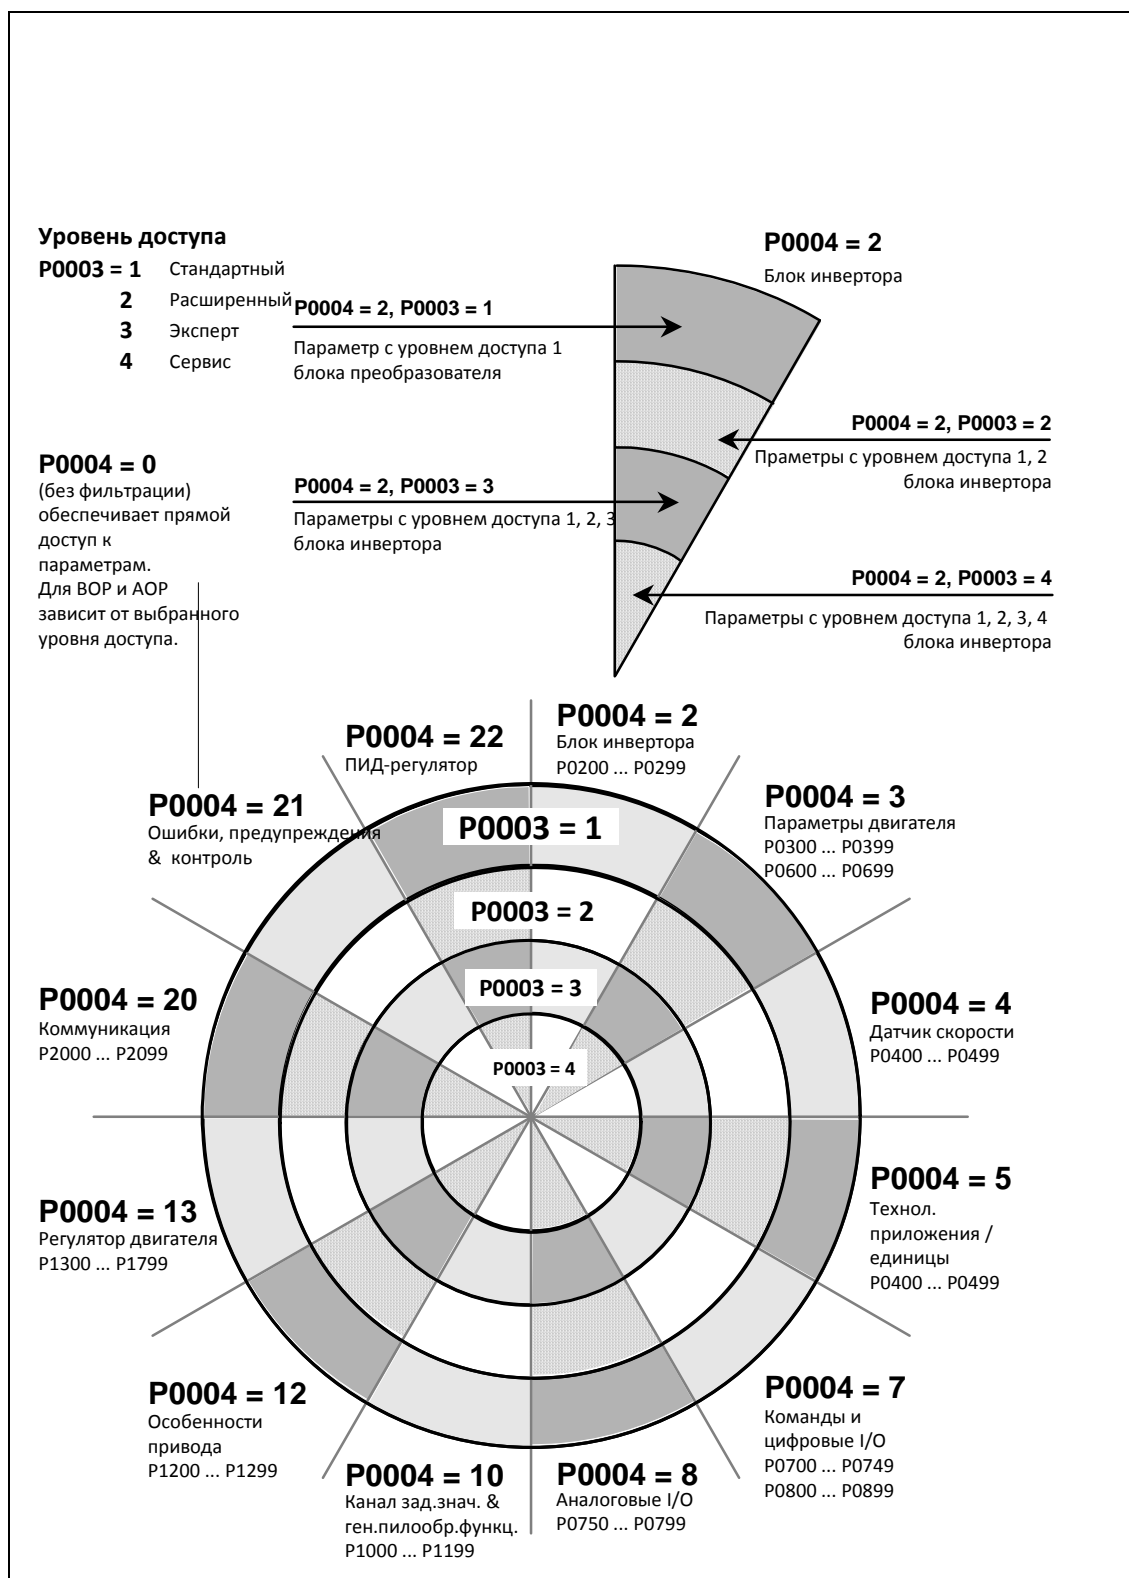 Уровень доступа
P0003 = 1 Стандартный
2 Расширенный
3 Эксперт
4 Сервис
P0004 = 2
Блок инвертора
P0004 = 2, P0003 = 1
Параметр с уровнем доступа 1
блока преобразователя
P0004 = 2, P0003 = 2
Праметры с уровнем доступа 1, 2
блока инвертора
P0004 = 0
(без фильтрации)
обеспечивает прямой
доступ к
параметрам.
Для BOP и AOP
зависит от выбранного
уровня доступа.
P0004 = 2, P0003 = 3
Параметры с уровнем доступа 1, 2, 3
блока инвертора
P0004 = 2, P0003 = 4
Параметры с уровнем доступа 1, 2, 3, 4
блока инвертора
P0004 = 22
ПИД-регулятор
P0004 = 2
Блок инвертора
P0200 ... P0299
P0004 = 21
Ошибки, предупреждения
& контроль
P0004 = 3
Параметры двигателя
P0300 ... P0399
P0600 ... P0699
P0003 = 1
P0003 = 2
P0003 = 3
P0003 = 4
P0004 = 20
Коммуникация
P2000 ... P2099
P0004 = 4
Датчик скорости
P0400 ... P0499
P0004 = 13
Регулятор двигателя
P1300 ... P1799
P0004 = 5
Технол.
приложения /
единицы
P0400 ... P0499
P0004 = 12
Особенности
привода
P1200 ... P1299
P0004 = 10
Канал зад.знач. &
ген.пилообр.функц.
P1000 ... P1199
P0004 = 8
Аналоговые I/O
P0750 ... P0799
P0004 = 7
Команды и
цифровые I/O
P0700 ... P0749
P0800 ... P0899